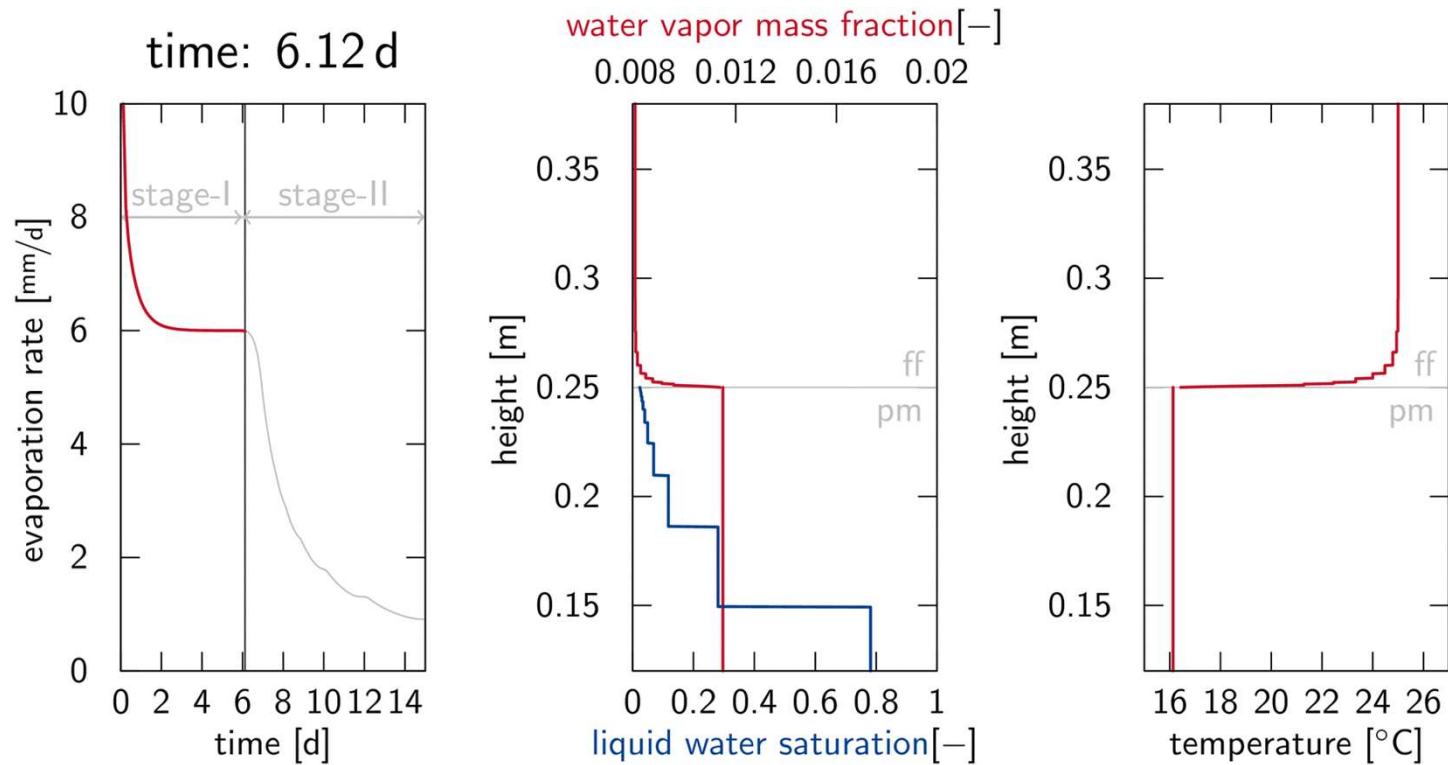 time: 6.12 d
10
8
6
4
2
0
evaporation rate [mm/d]
stage-I
stage-II
0 2 4 6 8 10 12 14
time [d]
water vapor mass fraction[−]
0.008 0.012 0.016 0.02
0.35
0.3
0.25
0.2
0.15
height [m]
ff
pm
0 0.2 0.4 0.6 0.8 1
liquid water saturation[−]
0.35
0.3
0.25
0.2
0.15
height [m]
ff
pm
16 18 20 22 24 26
temperature [°C]